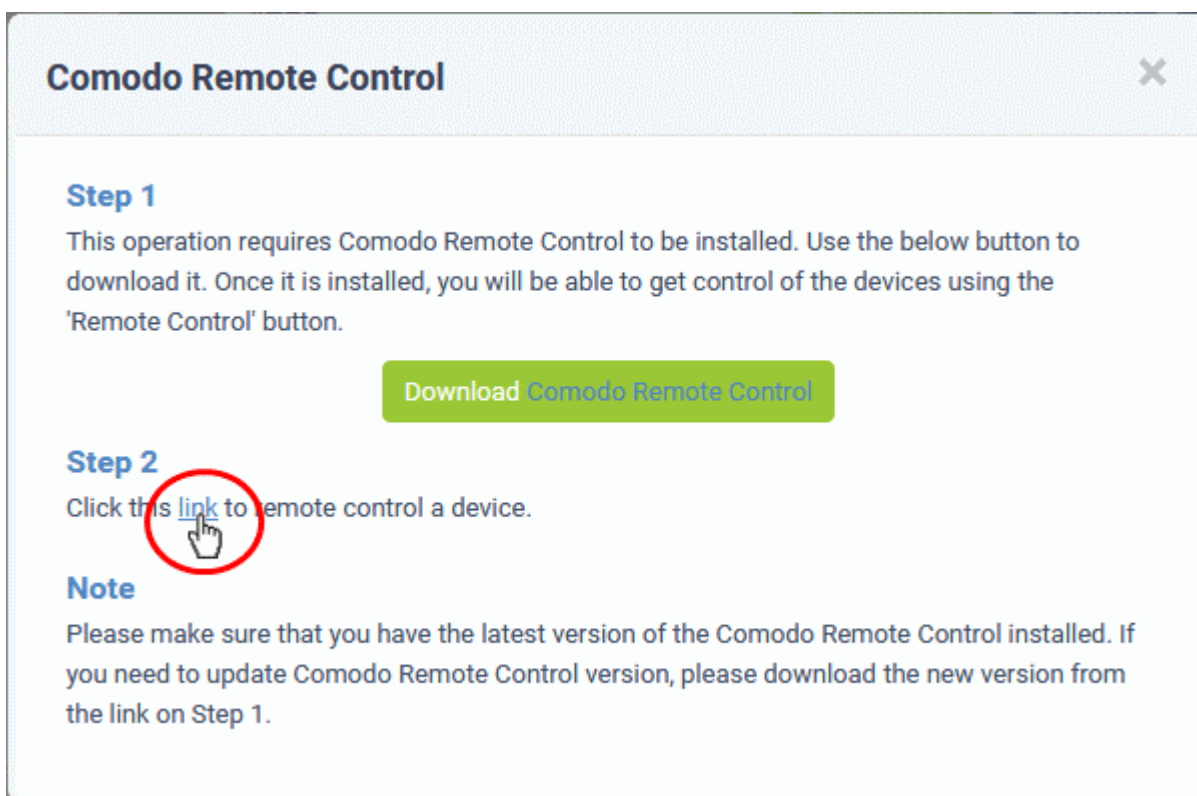 Comodo Remote Control
Step 1
This operation requires Comodo Remote Control to be installed. Use the below button to
download it. Once it is installed, you will be able to get control of the devices using the
'Remote Control' button.
Download Comodo Remote Control
Step 2
Click this link to remote control a device.
Note
Please make sure that you have the latest version of the Comodo Remote Control installed. If
you need to update Comodo Remote Control version, please download the new version from
the link on Step 1.